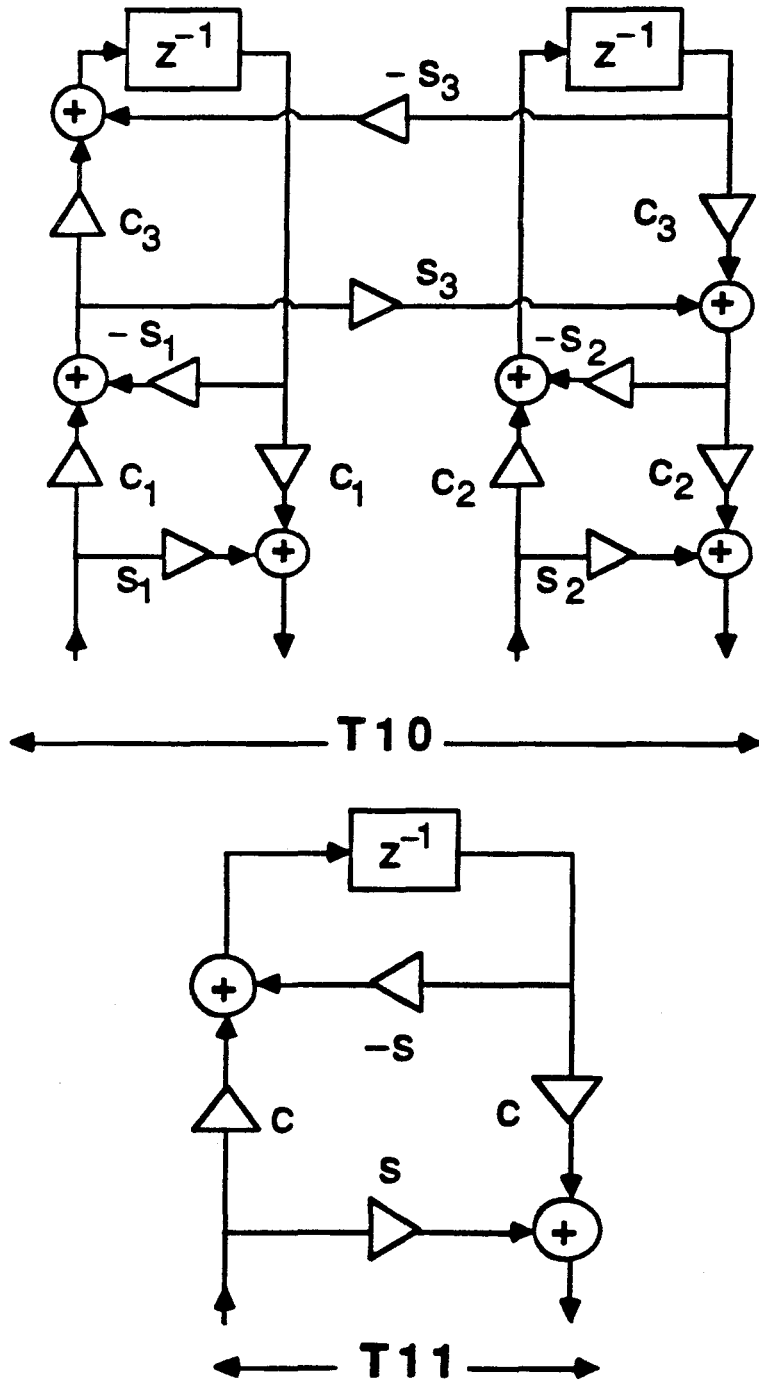 z⁻¹ z⁻¹
+ − S₃
C₃ C₃
S₃ +
− S₁ −S₂
+ +
C₁ C₁ C₂ C₂
+ +
S₁ S₂
T10
z⁻¹
+
−S
C C
S
+
T11